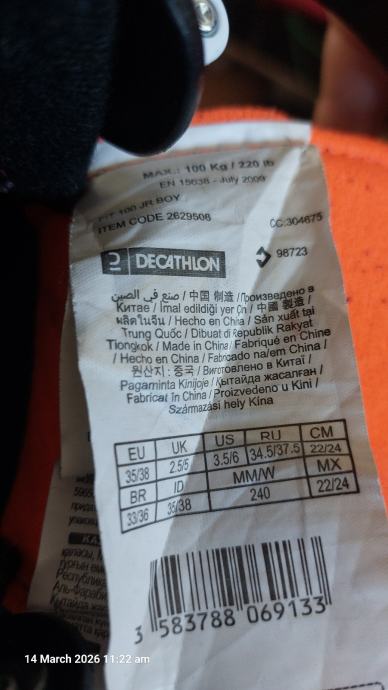 MAX.: 100 Kg / 220 lb
EN 15638 - July 2009
FIT 100 JR BOY
ITEM CODE 2629508
CC:304675
DECATHLON
98723
صنع في الصين / 中国 制造 / Произведено в
Китае / İmal edildiği yer Çin / 中國 製造 /
ผลิตในจีน / Hecho en China / Sản xuất tại
Trung Quốc / Dibuat di Republik Rakyat
Tiongkok / Made in China / Fabriqué en Chine
/ Hecho en China / Fabricado na/em China /
원산지 : 중국 / Виготовлено в Китаї /
Pagaminta Kinijoje / Қытайда жасалған /
Fabricat în China / Proizvedeno u Kini /
Származási hely Kína
EU UK US RU CM
35/38 2.5/5 3.5/6 34.5/37.5 22/24
BR ID MM/W MX
33/36 35/38 240 22/24
3 583788 069133
14 March 2026 11:22 am